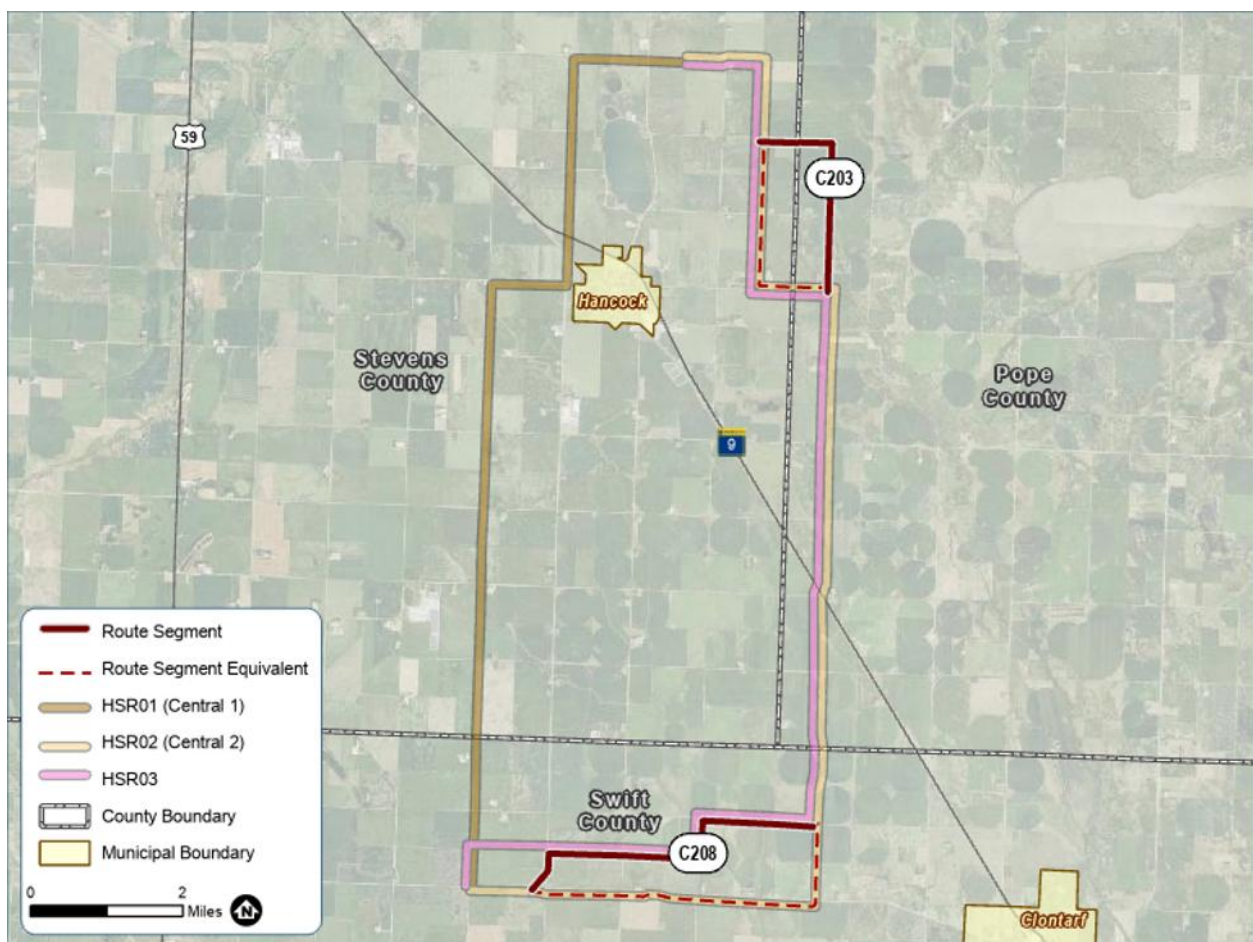 59
C203
Hancock
Stevens
County
Pope
County
9
Route Segment
Route Segment Equivalent
HSR01 (Central 1)
HSR02 (Central 2)
HSR03
County Boundary
Municipal Boundary
0 2
Miles N
Swift
County
C208
Clontarf